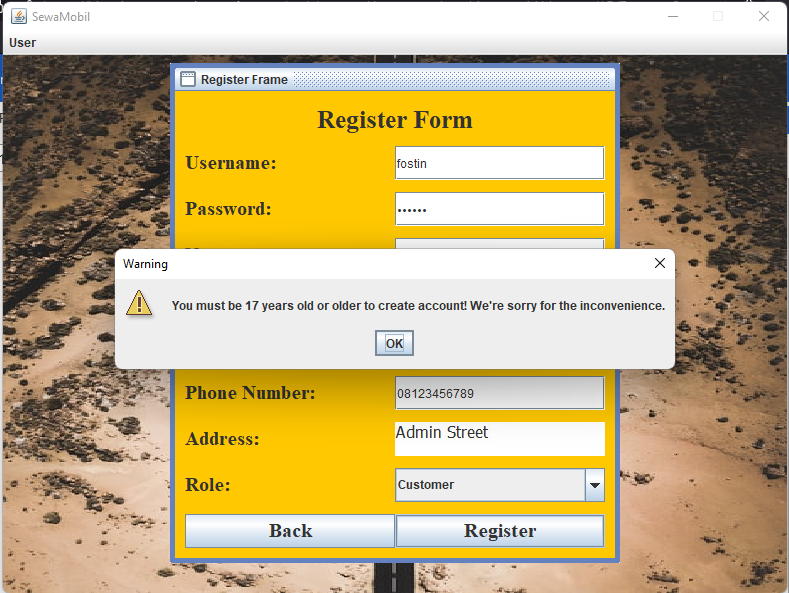 SewaMobil
User
Register Frame
Register Form
Username:
fostin
Password:
••••••
Warning
You must be 17 years old or older to create account! We're sorry for the inconvenience.
OK
Phone Number:
08123456789
Address:
Admin Street
Role:
Customer
Back
Register